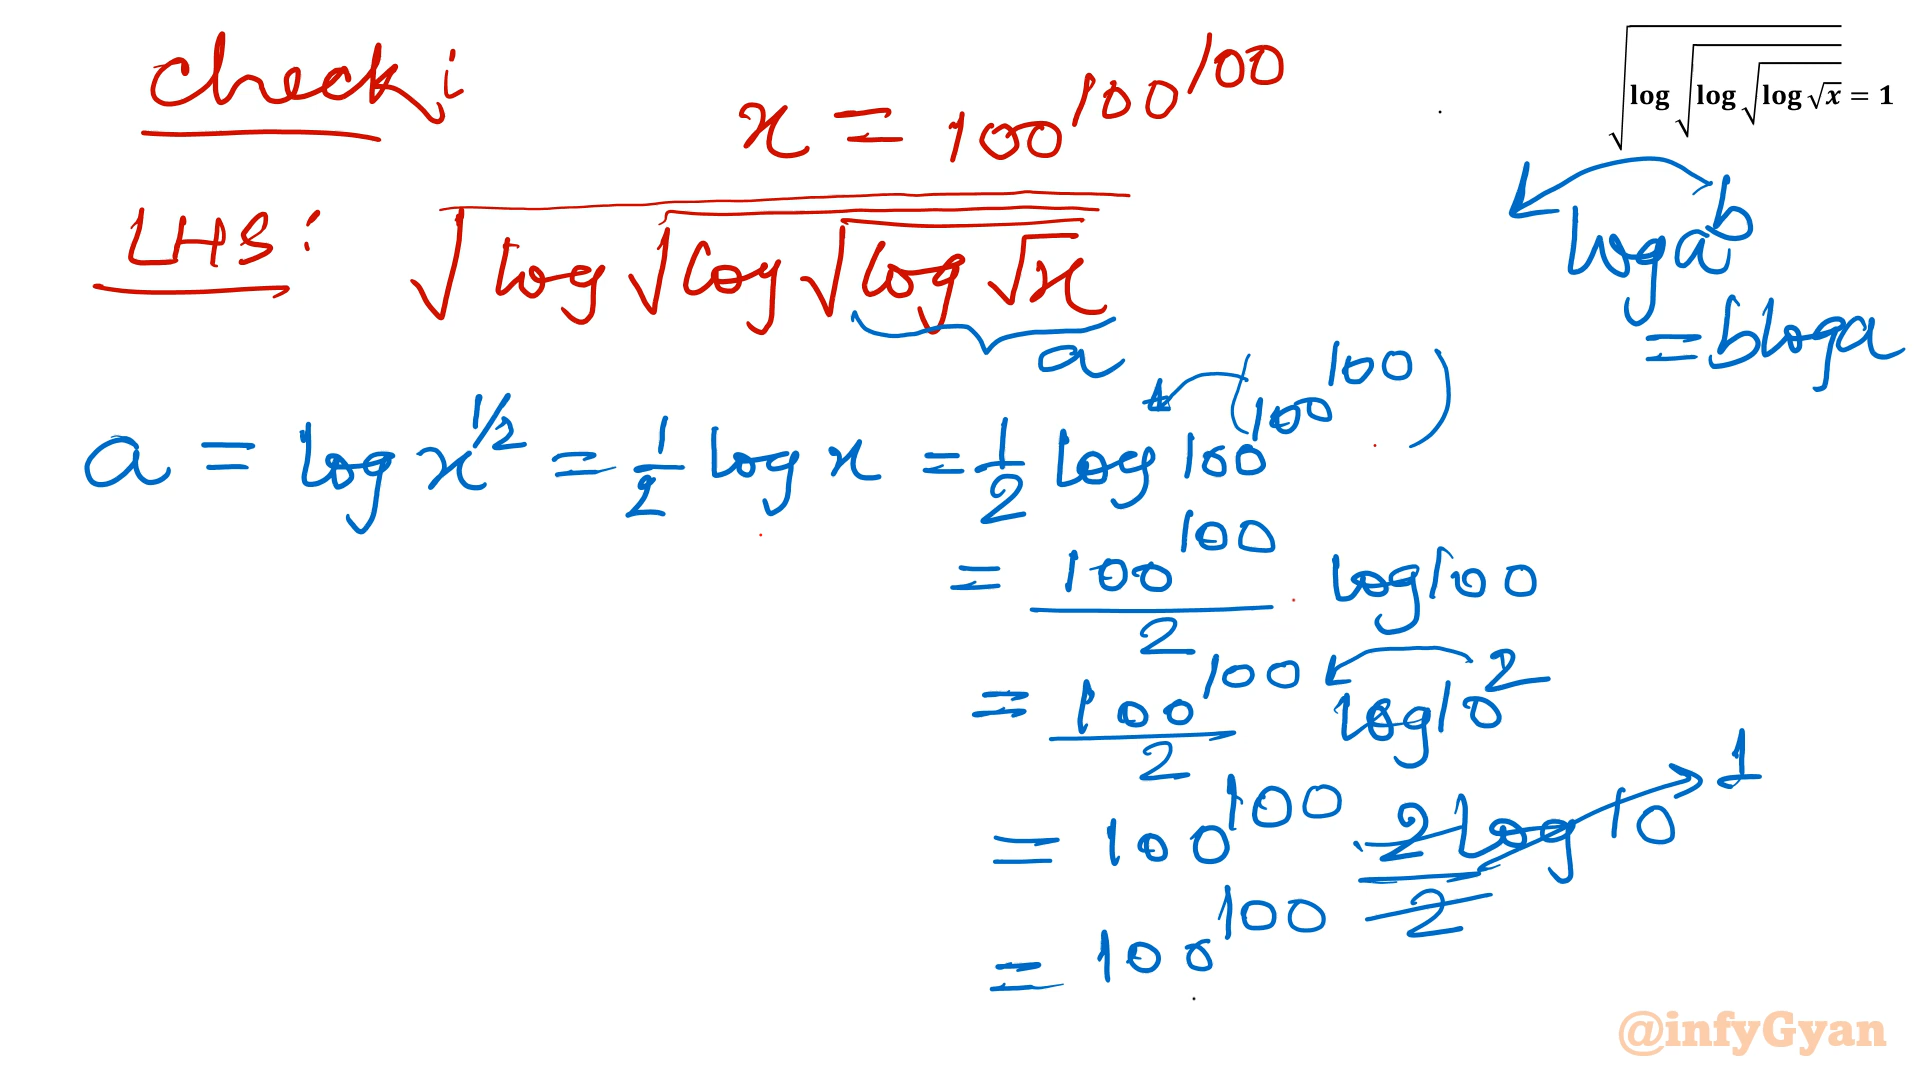 check:
x = 100^100^100
√(log √(log √(log √x))) = 1
LHS: √(log √(log √(log √x)))
a
log a^b
= b log a
a = log x^1/2 = 1/2 log x = 1/2 log 100^(100^100)
= 100^100/2 . log 100
= 100^100/2 log 10^2
= 100^100 . 2 log 10/2 → 1
= 100^100
@infyGyan